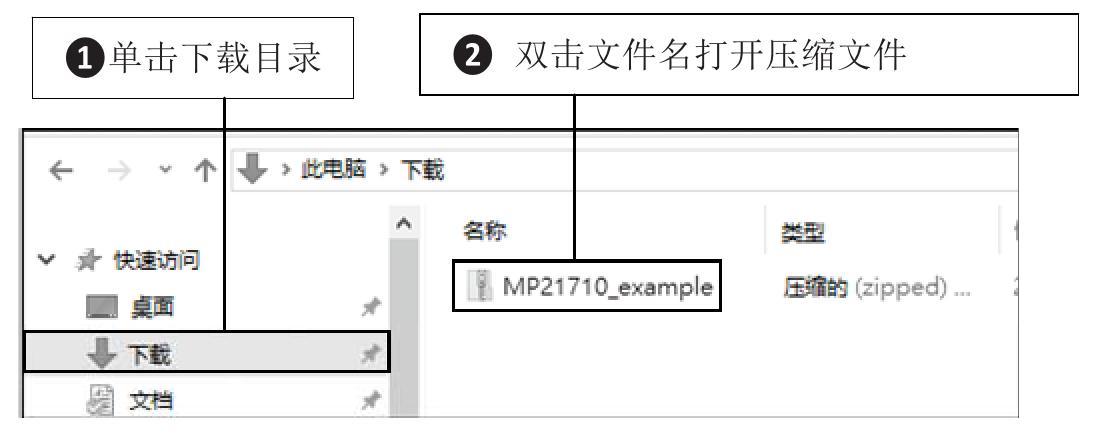 ❶单击下载目录
❷ 双击文件名打开压缩文件
此电脑 > 下载
名称 类型
快速访问
MP21710_example 压缩的 (zipped) ...
桌面
下载
文档